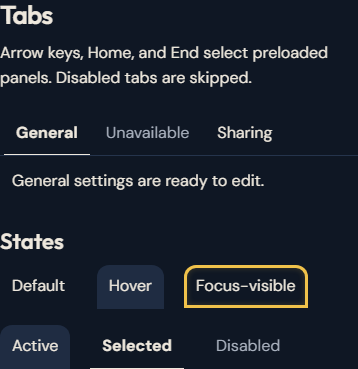 Tabs
Arrow keys, Home, and End select preloaded
panels. Disabled tabs are skipped.
General Unavailable Sharing
General settings are ready to edit.
States
Default Hover Focus-visible
Active Selected Disabled